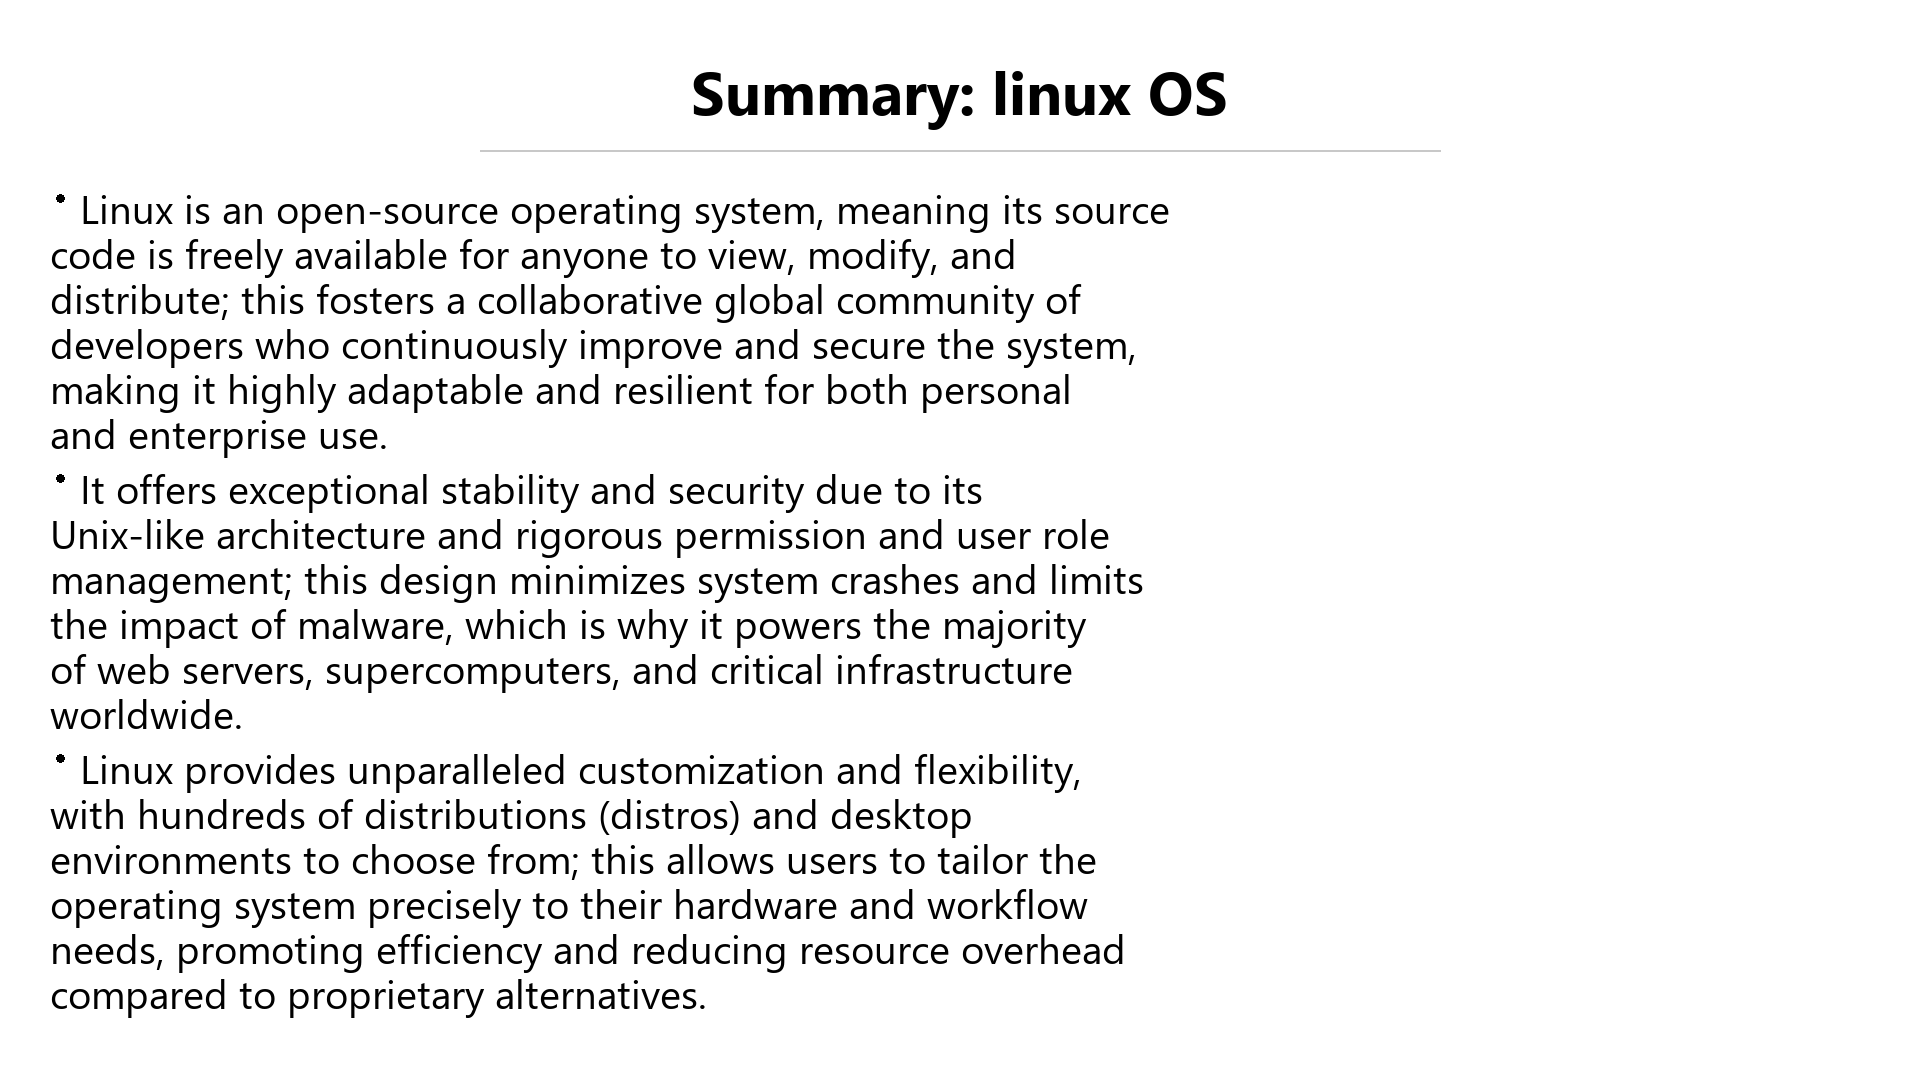 Summary: linux OS
• Linux is an open-source operating system, meaning its source
code is freely available for anyone to view, modify, and
distribute; this fosters a collaborative global community of
developers who continuously improve and secure the system,
making it highly adaptable and resilient for both personal
and enterprise use.
• It offers exceptional stability and security due to its
Unix-like architecture and rigorous permission and user role
management; this design minimizes system crashes and limits
the impact of malware, which is why it powers the majority
of web servers, supercomputers, and critical infrastructure
worldwide.
• Linux provides unparalleled customization and flexibility,
with hundreds of distributions (distros) and desktop
environments to choose from; this allows users to tailor the
operating system precisely to their hardware and workflow
needs, promoting efficiency and reducing resource overhead
compared to proprietary alternatives.